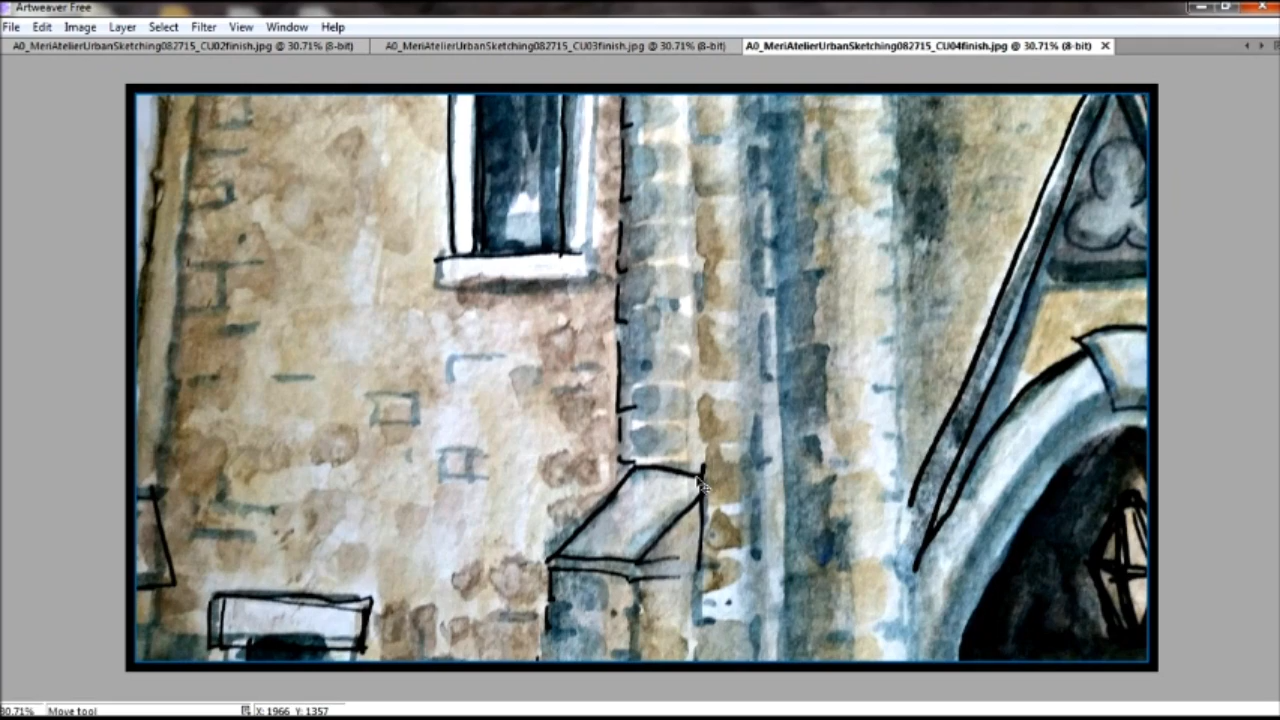 Artweaver Free
File Edit Image Layer Select Filter View Window Help
A0_MeriAtelierUrbanSketching082715_CU02finish.jpg @ 30.71% (8-bit) A0_MeriAtelierUrbanSketching082715_CU03finish.jpg @ 30.71% (8-bit) A0_MeriAtelierUrbanSketching082715_CU04finish.jpg @ 30.71% (8-bit)
30.71% Move tool X: 1966 Y: 1357